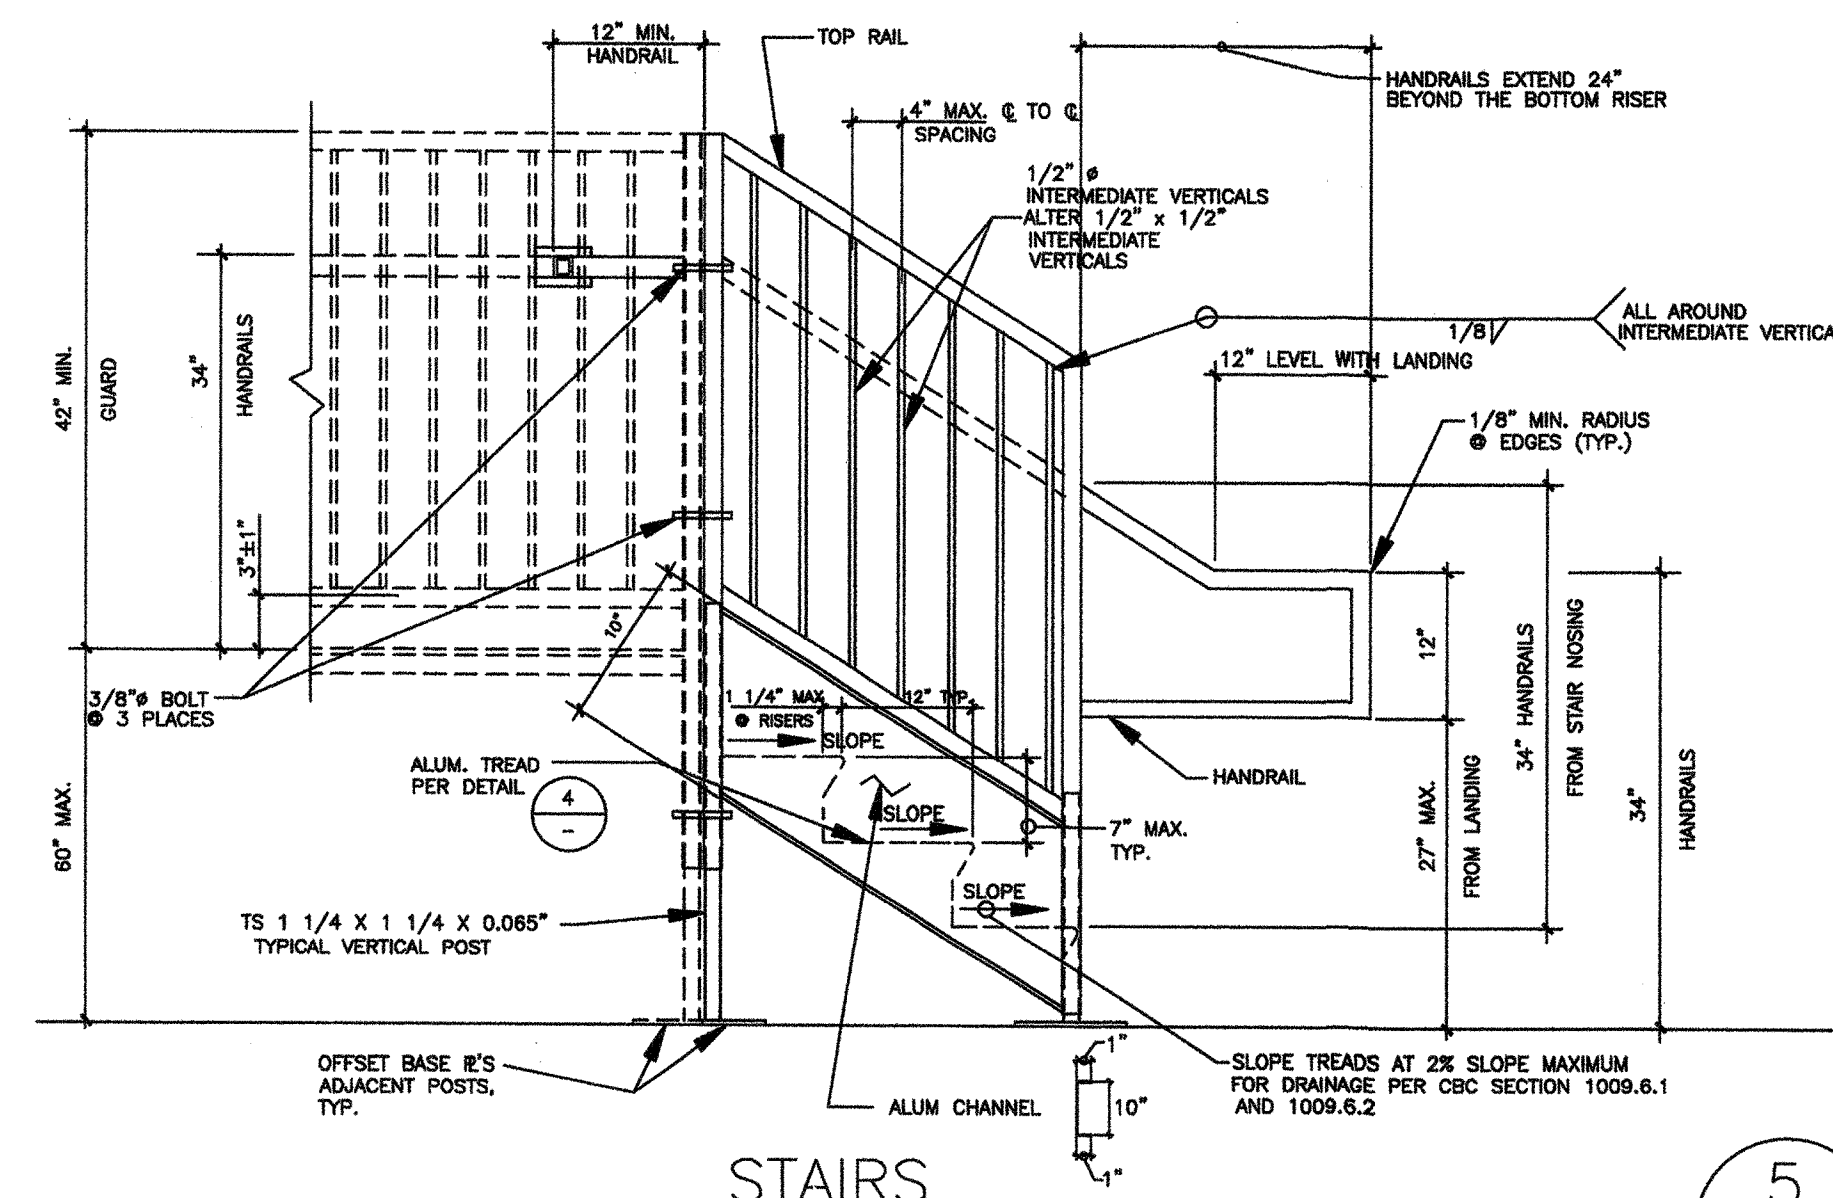 12" MIN.
HANDRAIL
TOP RAIL
HANDRAILS EXTEND 24"
BEYOND THE BOTTOM RISER
4" MAX. ℄ TO ℄
SPACING
1/2" ø
INTERMEDIATE VERTICALS
ALTER 1/2" x 1/2"
INTERMEDIATE
VERTICALS
ALL AROUND
INTERMEDIATE VERTICA
1/8
12" LEVEL WITH LANDING
1/8" MIN. RADIUS
@ EDGES (TYP.)
42" MIN.
GUARD
34"
HANDRAILS
3"±1"
10"
3/8"ø BOLT
@ 3 PLACES
1 1/4" MAX.
@ RISERS
12" TYP.
SLOPE
SLOPE
SLOPE
ALUM. TREAD
PER DETAIL
4
-
7" MAX.
TYP.
HANDRAIL
12"
27" MAX.
FROM LANDING
34" HANDRAILS
FROM STAIR NOSING
34"
HANDRAILS
60" MAX.
TS 1 1/4 X 1 1/4 X 0.065"
TYPICAL VERTICAL POST
OFFSET BASE ℞'S
ADJACENT POSTS,
TYP.
ALUM CHANNEL
1"
10"
1"
SLOPE TREADS AT 2% SLOPE MAXIMUM
FOR DRAINAGE PER CBC SECTION 1009.6.1
AND 1009.6.2
STAIRS
5